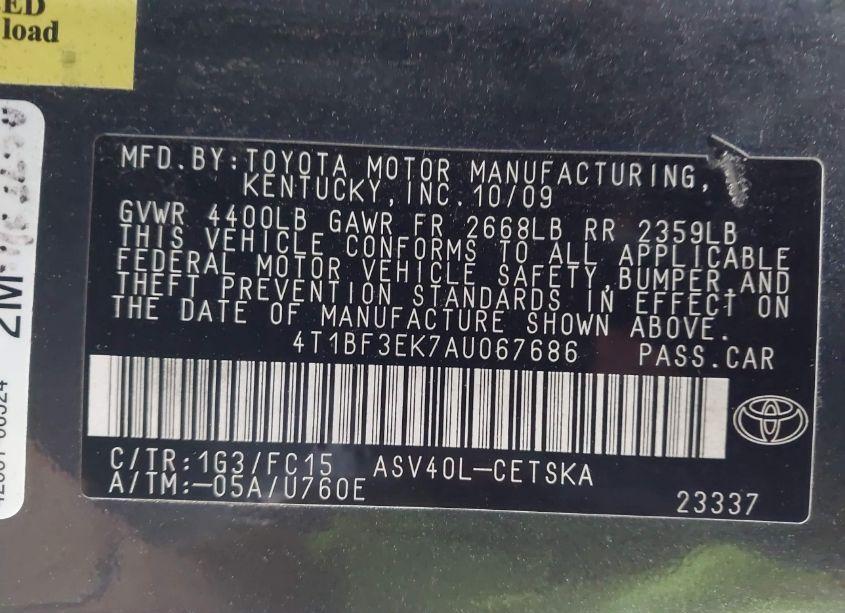 load
MFD.BY:TOYOTA MOTOR MANUFACTURING,
KENTUCKY,INC.10/09
GVWR 4400LB GAWR FR 2668LB RR 2359LB
THIS VEHICLE CONFORMS TO ALL APPLICABLE
FEDERAL MOTOR VEHICLE SAFETY,BUMPER,AND
THEFT PREVENTION STANDARDS IN EFFECT ON
THE DATE OF MANUFACTURE SHOWN ABOVE.
4T1BF3EK7AU067686 PASS.CAR
C/TR:1G3/FC15 ASV40L-CETSKA
A/TM:-05A/U760E
23337